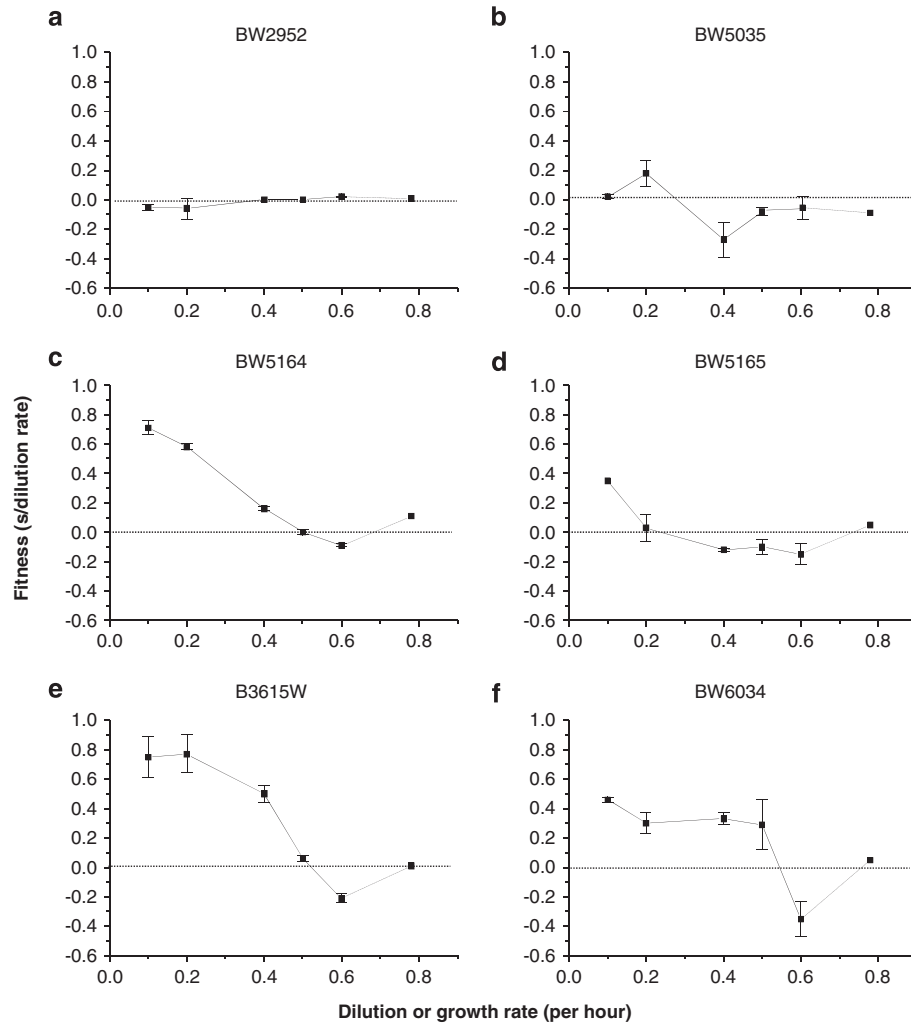 a
BW2952
1.0
0.8
0.6
0.4
0.2
0.0
-0.2
-0.4
-0.6
0.0 0.2 0.4 0.6 0.8
b
BW5035
1.0
0.8
0.6
0.4
0.2
0.0
-0.2
-0.4
-0.6
0.0 0.2 0.4 0.6 0.8
c
BW5164
1.0
0.8
0.6
0.4
0.2
0.0
-0.2
-0.4
-0.6
0.0 0.2 0.4 0.6 0.8
d
BW5165
1.0
0.8
0.6
0.4
0.2
0.0
-0.2
-0.4
-0.6
0.0 0.2 0.4 0.6 0.8
Fitness (s/dilution rate)
e
B3615W
1.0
0.8
0.6
0.4
0.2
0.0
-0.2
-0.4
-0.6
0.0 0.2 0.4 0.6 0.8
f
BW6034
1.0
0.8
0.6
0.4
0.2
0.0
-0.2
-0.4
-0.6
0.0 0.2 0.4 0.6 0.8
Dilution or growth rate (per hour)